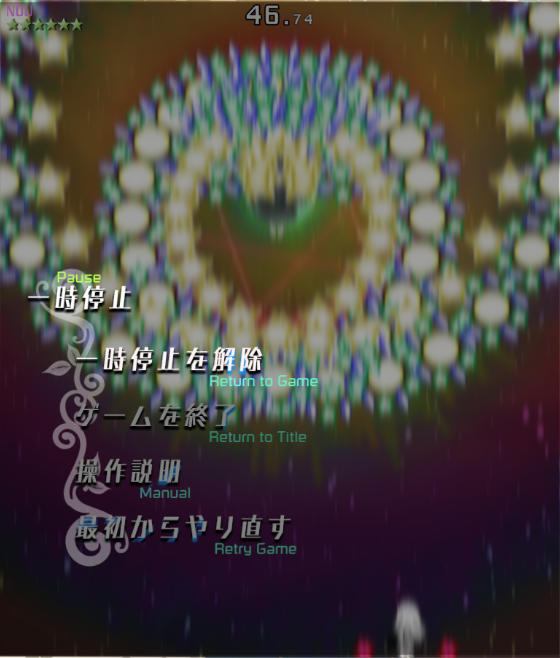 46.74
Pause
一時停止
一時停止を解除
Return to Game
ゲームを終了
Return to Title
操作説明
Manual
最初からやり直す
Retry Game